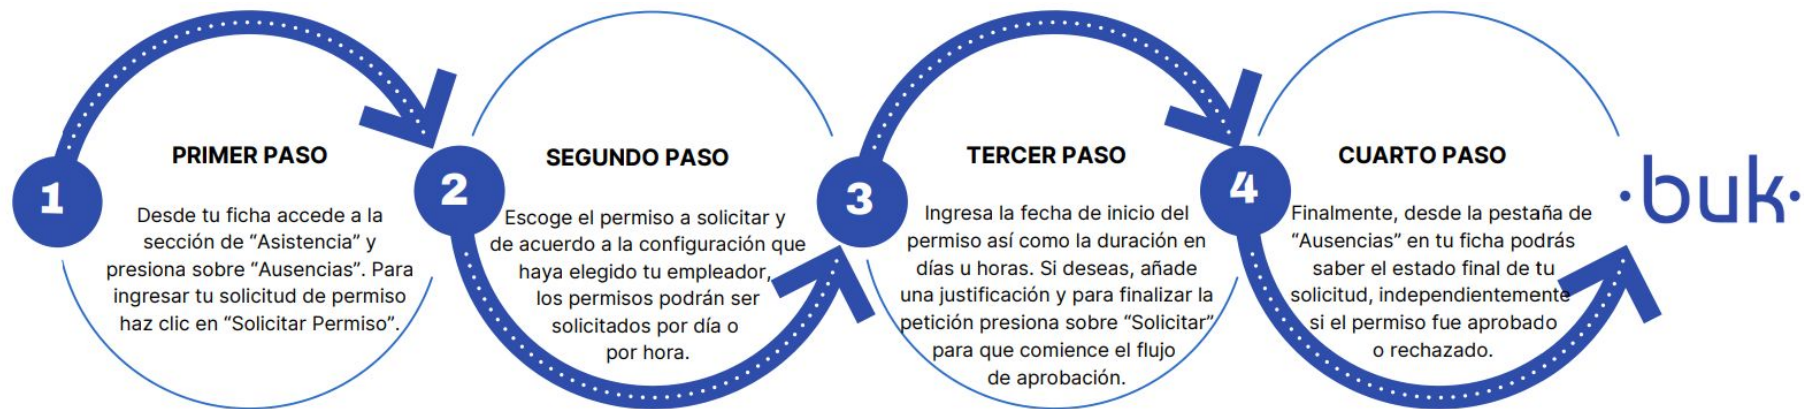 1
PRIMER PASO
Desde tu ficha accede a la
sección de “Asistencia” y
presiona sobre “Ausencias”. Para
ingresar tu solicitud de permiso
haz clic en “Solicitar Permiso”.
2
SEGUNDO PASO
Escoge el permiso a solicitar y
de acuerdo a la configuración que
haya elegido tu empleador,
los permisos podrán ser
solicitados por día o
por hora.
3
TERCER PASO
Ingresa la fecha de inicio del
permiso así como la duración en
días u horas. Si deseas, añade
una justificación y para finalizar la
petición presiona sobre “Solicitar”
para que comience el flujo
de aprobación.
4
CUARTO PASO
Finalmente, desde la pestaña de
“Ausencias” en tu ficha podrás
saber el estado final de tu
solicitud, independientemente
si el permiso fue aprobado
o rechazado.
·buk·